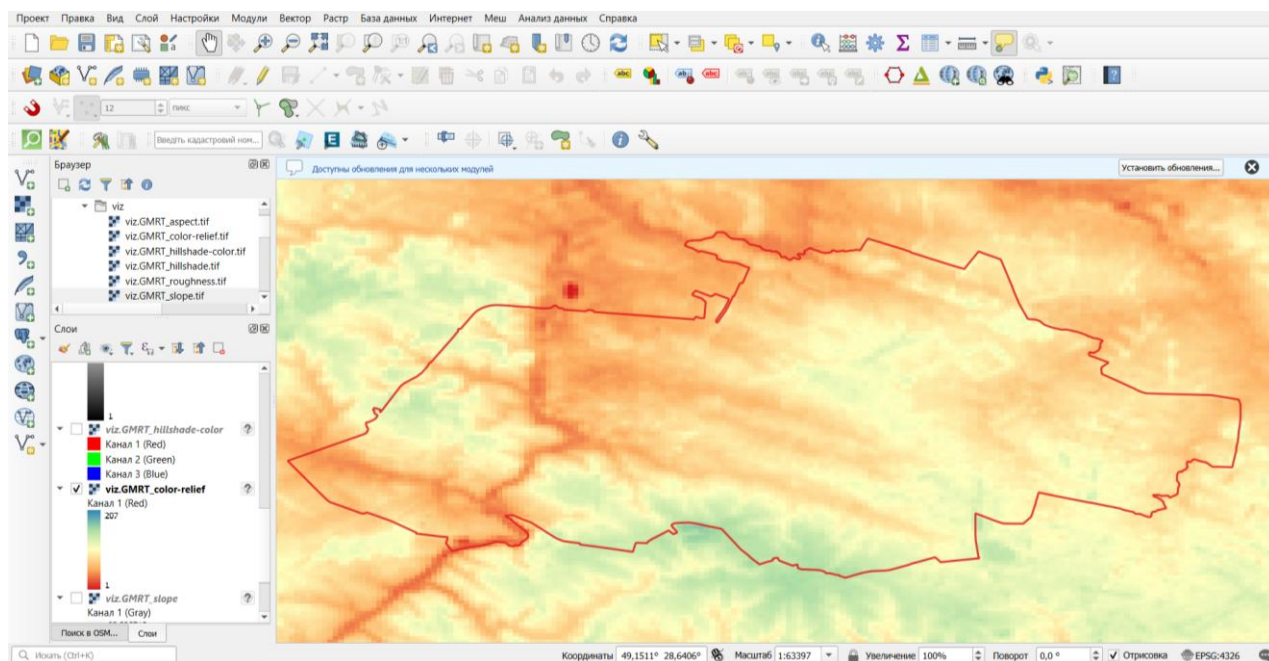 Проект Правка Вид Слой Настройки Модули Вектор Растр База данных Интернет Меш Анализ данных Справка
12 пикс
Введіть кадастровий ном...
Браузер
Доступны обновления для нескольких модулей
Установить обновления...
viz
viz.GMRT_aspect.tif
viz.GMRT_color-relief.tif
viz.GMRT_hillshade-color.tif
viz.GMRT_hillshade.tif
viz.GMRT_roughness.tif
viz.GMRT_slope.tif
Слои
1
viz.GMRT_hillshade-color
Канал 1 (Red)
Канал 2 (Green)
Канал 3 (Blue)
viz.GMRT_color-relief
Канал 1 (Red)
207
1
viz.GMRT_slope
Канал 1 (Gray)
Поиск в OSM... Слои
Искать (Ctrl+K) Координаты 49,1511° 28,6406° Масштаб 1:63397 Увеличение 100% Поворот 0,0 ° Отрисовка EPSG:4326